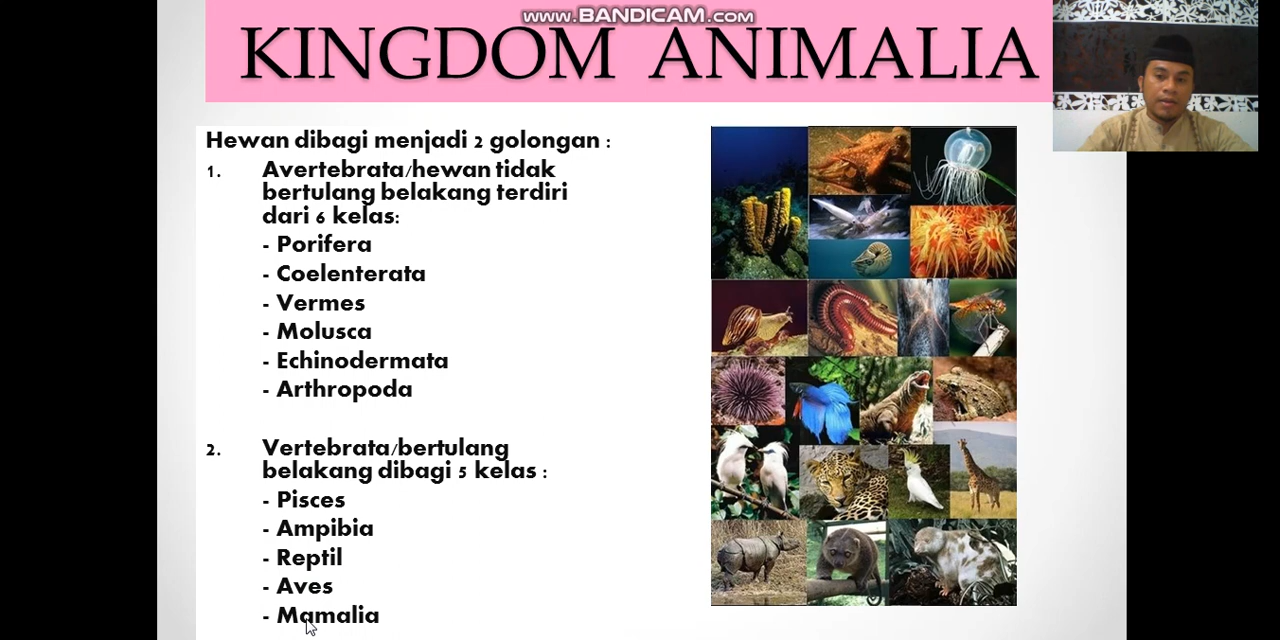 www.BANDICAM.com
KINGDOM ANIMALIA
Hewan dibagi menjadi 2 golongan :
1. Avertebrata/hewan tidak
bertulang belakang terdiri
dari 6 kelas:
- Porifera
- Coelenterata
- Vermes
- Molusca
- Echinodermata
- Arthropoda
2. Vertebrata/bertulang
belakang dibagi 5 kelas :
- Pisces
- Ampibia
- Reptil
- Aves
- Mamalia